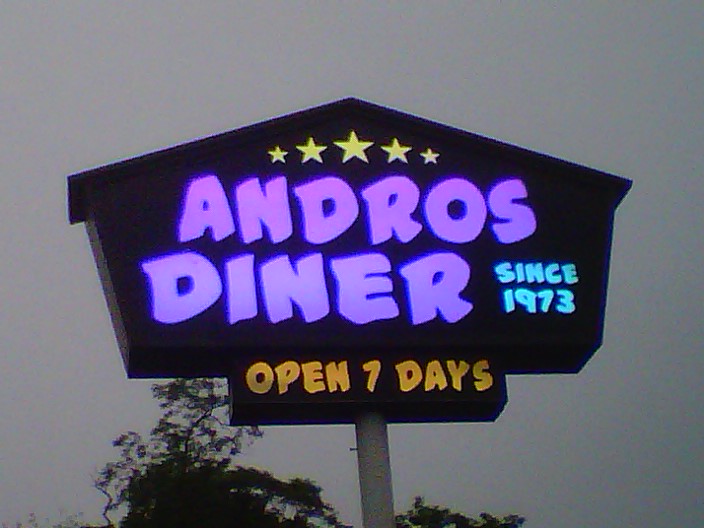 ANDROS
DINER
SINCE
1973
OPEN 7 DAYS